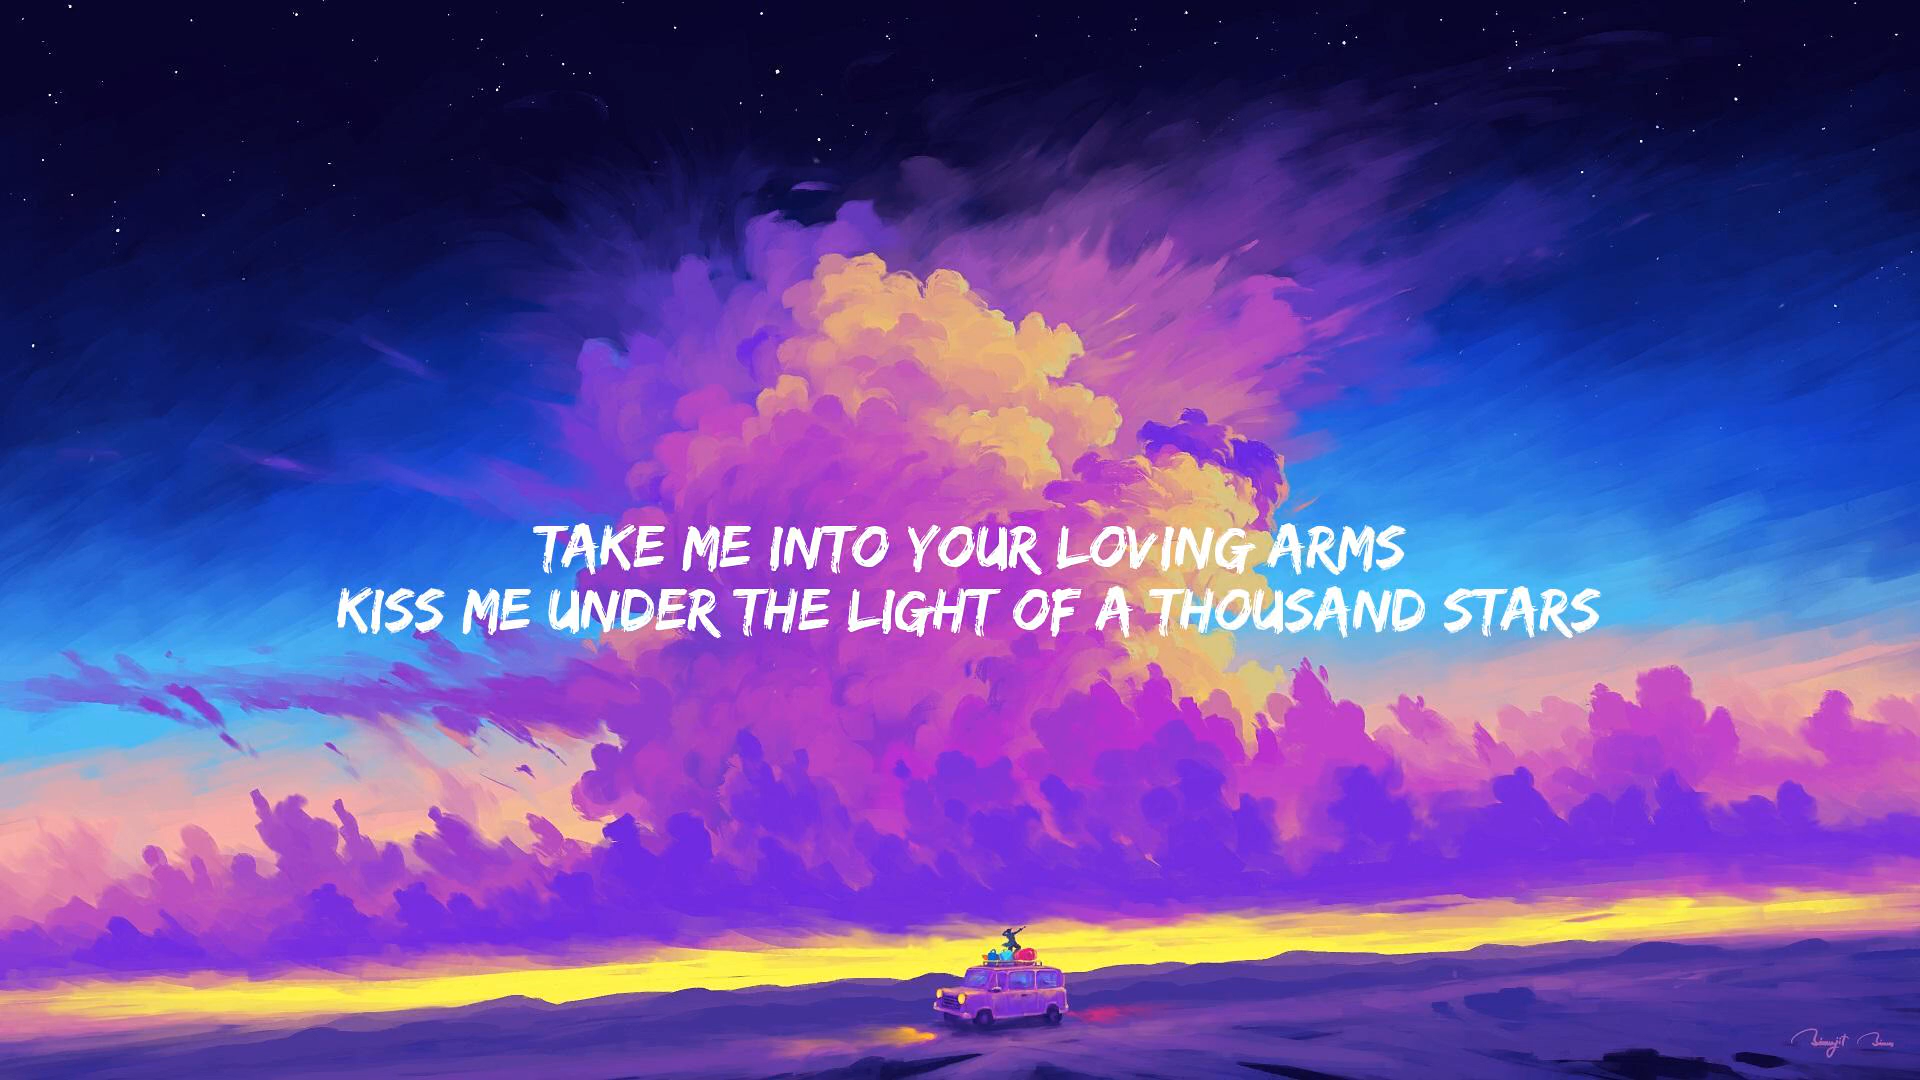 TAKE ME INTO YOUR LOVING ARMS
KISS ME UNDER THE LIGHT OF A THOUSAND STARS